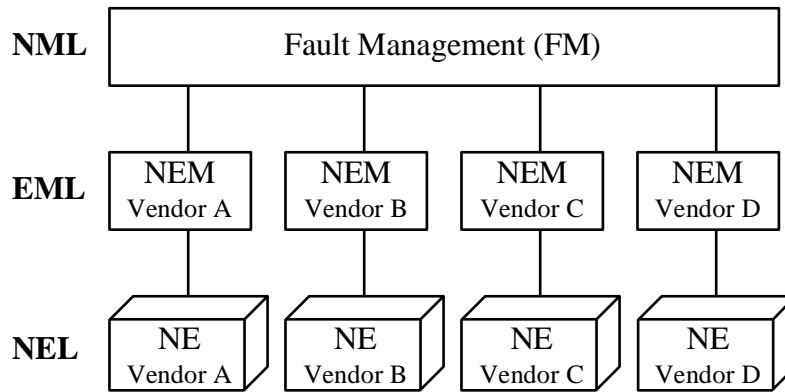 NML
Fault Management (FM)
EML
NEM
Vendor A
NEM
Vendor B
NEM
Vendor C
NEM
Vendor D
NEL
NE
Vendor A
NE
Vendor B
NE
Vendor C
NE
Vendor D